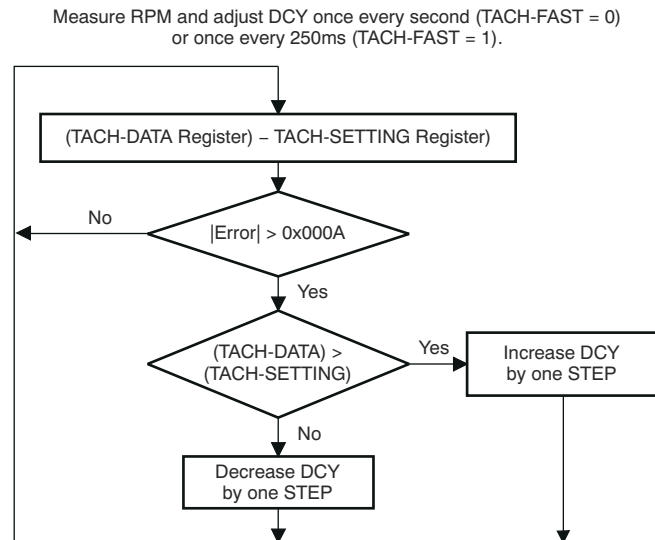 Measure RPM and adjust DCY once every second (TACH-FAST = 0)
or once every 250ms (TACH-FAST = 1).
(TACH-DATA Register) – TACH-SETTING Register)
No
|Error| > 0x000A
Yes
(TACH-DATA) >
(TACH-SETTING)
Yes
Increase DCY
by one STEP
No
Decrease DCY
by one STEP